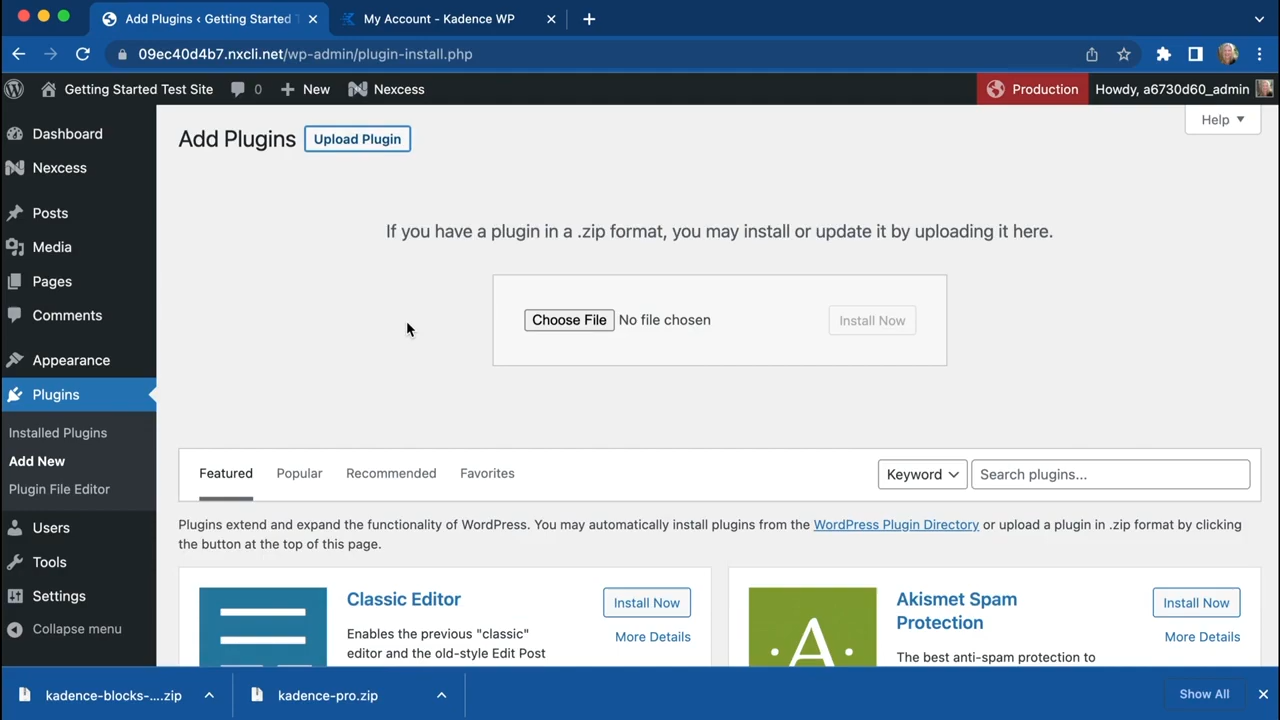 Add Plugins ‹ Getting Started T
My Account - Kadence WP
09ec40d4b7.nxcli.net/wp-admin/plugin-install.php
Getting Started Test Site 0 New Nexcess Production Howdy, a6730d60_admin
Help
Dashboard
Nexcess
Posts
Media
Pages
Comments
Appearance
Plugins
Installed Plugins
Add New
Plugin File Editor
Users
Tools
Settings
Collapse menu
Add Plugins Upload Plugin
If you have a plugin in a .zip format, you may install or update it by uploading it here.
Choose File No file chosen Install Now
Featured Popular Recommended Favorites Keyword Search plugins...
Plugins extend and expand the functionality of WordPress. You may automatically install plugins from the WordPress Plugin Directory or upload a plugin in .zip format by clicking
the button at the top of this page.
Classic Editor
Install Now
More Details
Enables the previous "classic"
editor and the old-style Edit Post
A
Akismet Spam
Protection
Install Now
More Details
The best anti-spam protection to
kadence-blocks-....zip kadence-pro.zip Show All